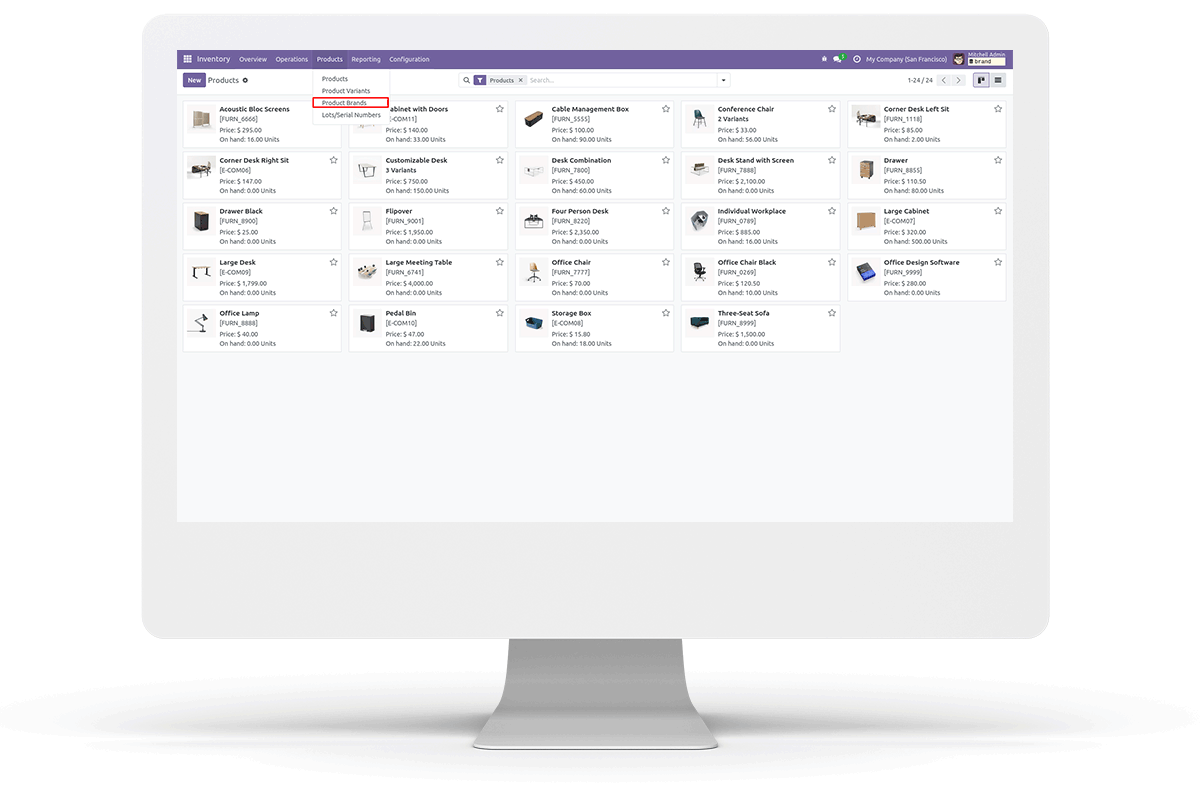 Inventory Overview Operations Products Reporting Configuration 1 My Company (San Francisco) Mitchell Admin
brand
New Products Products × Search... 1-24 / 24
Products
Product Variants
Product Brands
Lots/Serial Numbers
Acoustic Bloc Screens
[FURN_6666]
Price: $ 295.00
On hand: 16.00 Units
abinet with Doors
E-COM11]
Price: $ 140.00
On hand: 33.00 Units
Cable Management Box
[FURN_5555]
Price: $ 100.00
On hand: 90.00 Units
Conference Chair
2 Variants
Price: $ 33.00
On hand: 56.00 Units
Corner Desk Left Sit
[FURN_1118]
Price: $ 85.00
On hand: 2.00 Units
Corner Desk Right Sit
[E-COM06]
Price: $ 147.00
On hand: 0.00 Units
Customizable Desk
3 Variants
Price: $ 750.00
On hand: 150.00 Units
Desk Combination
[FURN_7800]
Price: $ 450.00
On hand: 60.00 Units
Desk Stand with Screen
[FURN_7888]
Price: $ 2,100.00
On hand: 0.00 Units
Drawer
[FURN_8855]
Price: $ 110.50
On hand: 80.00 Units
Drawer Black
[FURN_8900]
Price: $ 25.00
On hand: 0.00 Units
Flipover
[FURN_9001]
Price: $ 1,950.00
On hand: 0.00 Units
Four Person Desk
[FURN_8220]
Price: $ 2,350.00
On hand: 0.00 Units
Individual Workplace
[FURN_0789]
Price: $ 885.00
On hand: 16.00 Units
Large Cabinet
[E-COM07]
Price: $ 320.00
On hand: 500.00 Units
Large Desk
[E-COM09]
Price: $ 1,799.00
On hand: 0.00 Units
Large Meeting Table
[FURN_6741]
Price: $ 4,000.00
On hand: 0.00 Units
Office Chair
[FURN_7777]
Price: $ 70.00
On hand: 0.00 Units
Office Chair Black
[FURN_0269]
Price: $ 120.50
On hand: 10.00 Units
Office Design Software
[FURN_9999]
Price: $ 280.00
On hand: 0.00 Units
Office Lamp
[FURN_8888]
Price: $ 40.00
On hand: 0.00 Units
Pedal Bin
[E-COM10]
Price: $ 47.00
On hand: 22.00 Units
Storage Box
[E-COM08]
Price: $ 15.80
On hand: 18.00 Units
Three-Seat Sofa
[FURN_8999]
Price: $ 1,500.00
On hand: 0.00 Units